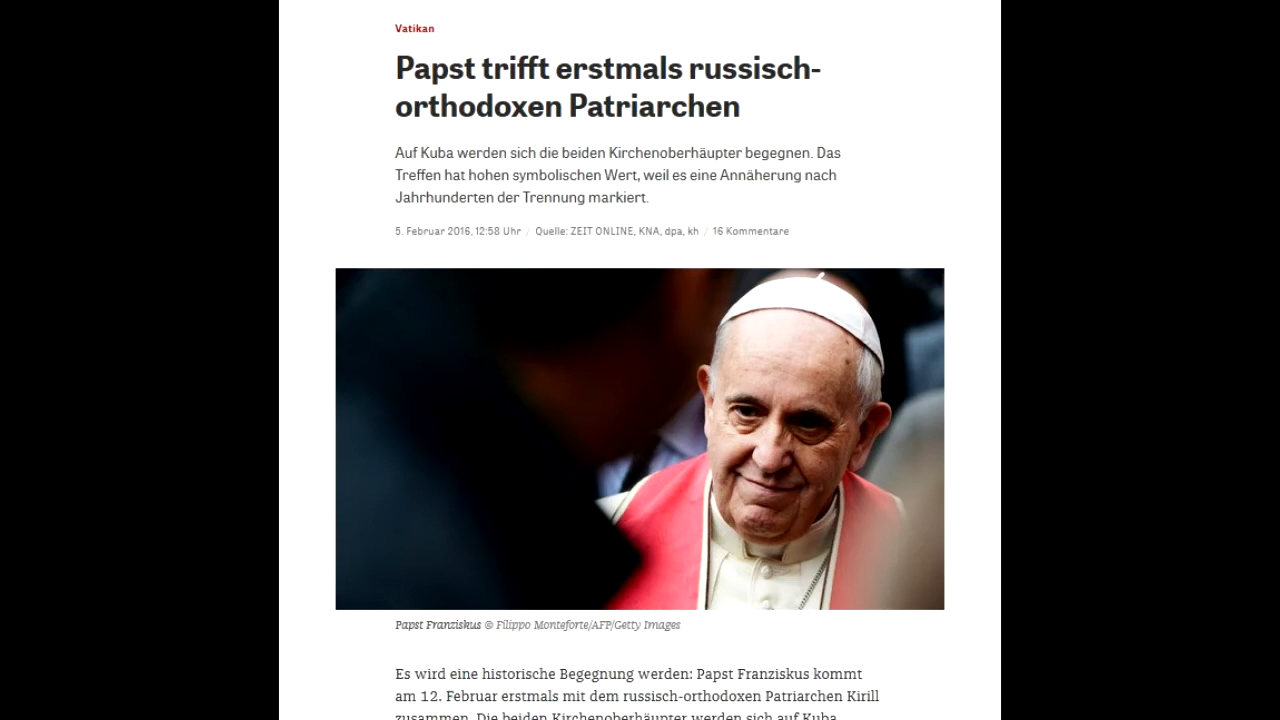 Vatikan
Papst trifft erstmals russisch-
orthodoxen Patriarchen
Auf Kuba werden sich die beiden Kirchenoberhäupter begegnen. Das
Treffen hat hohen symbolischen Wert, weil es eine Annäherung nach
Jahrhunderten der Trennung markiert.
5. Februar 2016, 12:58 Uhr / Quelle: ZEIT ONLINE, KNA, dpa, kh / 16 Kommentare
Papst Franziskus © Filippo Monteforte/AFP/Getty Images
Es wird eine historische Begegnung werden: Papst Franziskus kommt
am 12. Februar erstmals mit dem russisch-orthodoxen Patriarchen Kirill
zusammen. Die beiden Kirchenoberhäupter werden sich auf Kuba